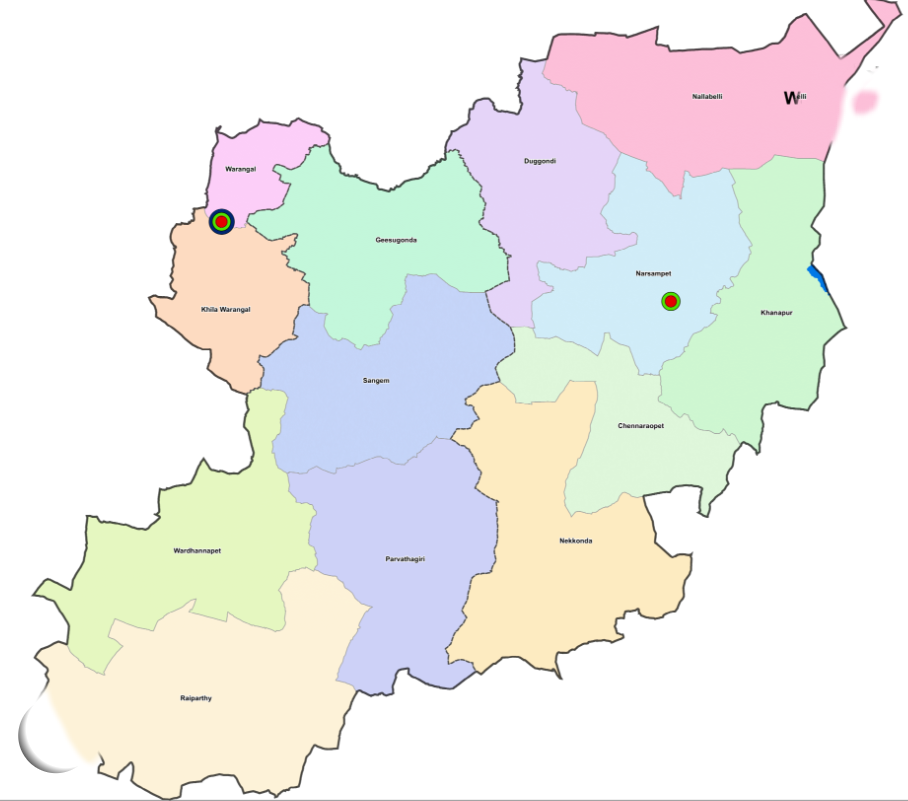 Nallabelli
W
Duggondi
Warangal
Geesugonda
Narsampet
Khila Warangal
Khanapur
Sangem
Chennaraopet
Nekkonda
Wardhannapet
Parvathagiri
Raiparthy